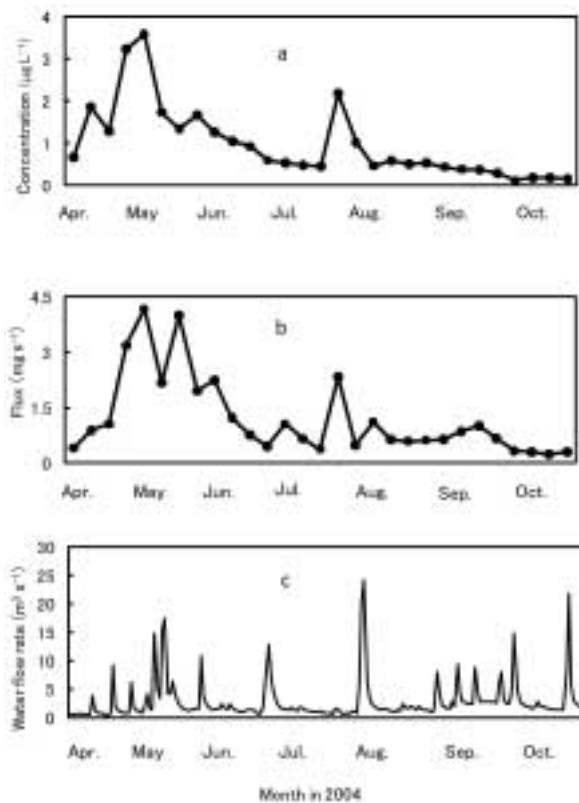 4
3
2
1
0
Concentration (μg L⁻¹)
a
Apr. May Jun. Jul. Aug. Sep. Oct.
4.5
3
1.5
0
Flux (mg s⁻¹)
b
Apr. May Jun. Jul. Aug. Sep. Oct.
30
25
20
15
10
5
0
Water flow rate (m³ s⁻¹)
c
Apr. May Jun. Jul. Aug. Sep. Oct.
Month in 2004